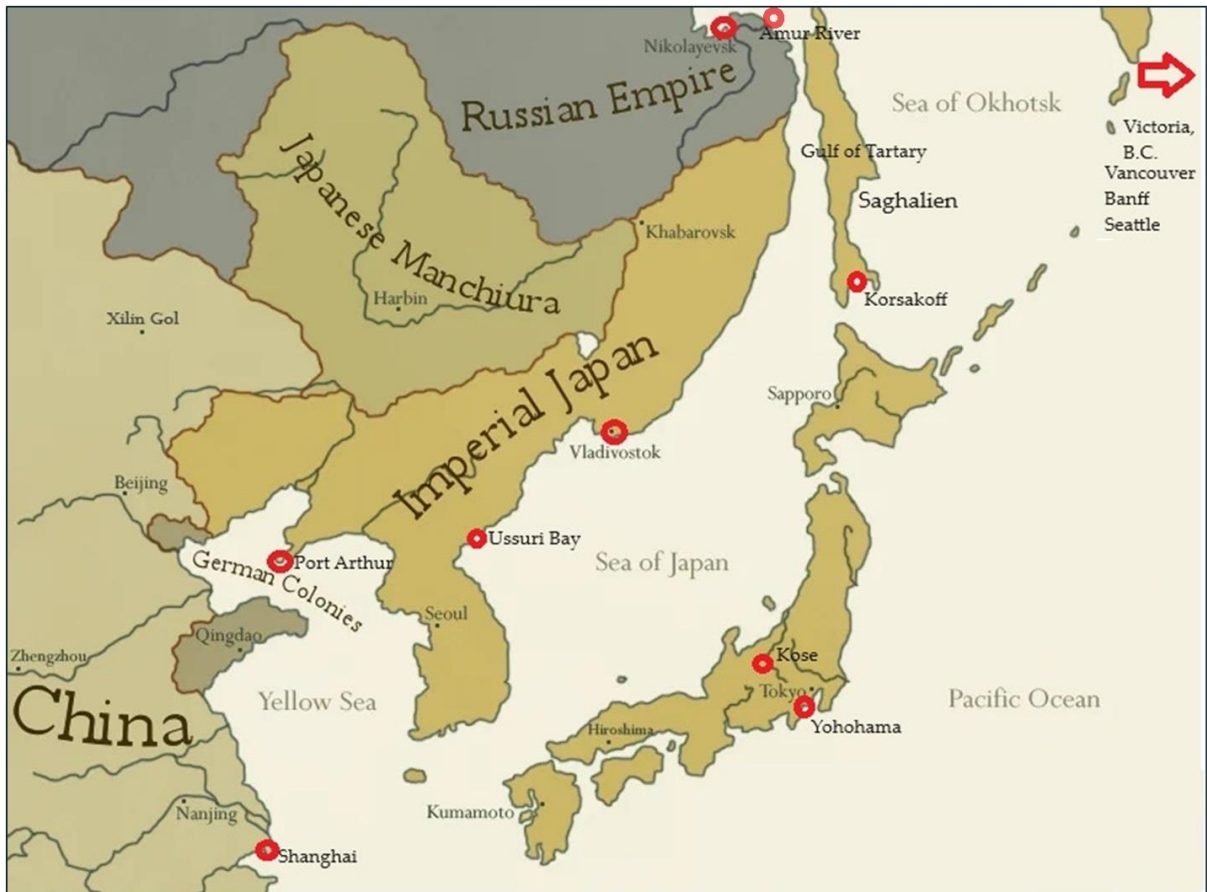 Amur River
Nikolayevsk
Russian Empire
Sea of Okhotsk
Victoria,
B.C.
Vancouver
Banff
Seattle
Gulf of Tartary
Japanese Manchiura
Saghalien
Khabarovsk
Harbin
Korsakoff
Xilin Gol
Imperial Japan
Sapporo
Vladivostok
Beijing
Ussuri Bay
Port Arthur
German Colonies
Sea of Japan
Seoul
Qingdao
Zhengzhou
Kose
Tokyo
Yellow Sea
Pacific Ocean
China
Yohohama
Hiroshima
Kumamoto
Nanjing
Shanghai